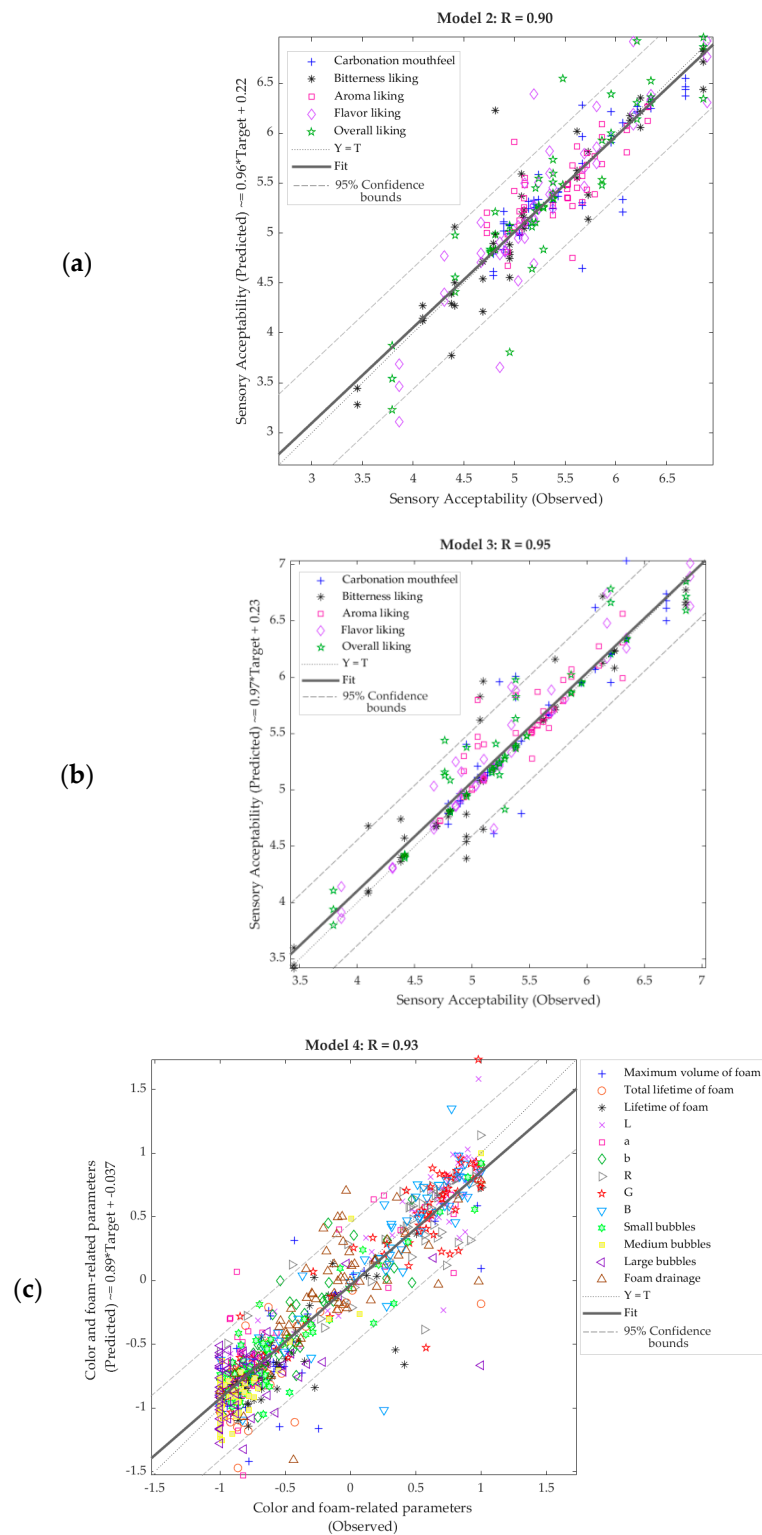 Model 2: R = 0.90
Sensory Acceptability (Predicted) ~= 0.96*Target + 0.22
6.5
6
5.5
5
4.5
4
3.5
3
Carbonation mouthfeel
Bitterness liking
Aroma liking
Flavor liking
Overall liking
Y = T
Fit
95% Confidence
bounds
(a)
3
3.5
4
4.5
5
5.5
6
6.5
Sensory Acceptability (Observed)
Model 3: R = 0.95
Sensory Acceptability (Predicted) ~= 0.97*Target + 0.23
7
6.5
6
5.5
5
4.5
4
3.5
Carbonation mouthfeel
Bitterness liking
Aroma liking
Flavor liking
Overall liking
Y = T
Fit
95% Confidence
bounds
(b)
3.5
4
4.5
5
5.5
6
6.5
7
Sensory Acceptability (Observed)
Model 4: R = 0.93
Color and foam-related parameters
(Predicted) ~= 0.89*Target + -0.037
1.5
1
0.5
0
-0.5
-1
-1.5
Maximum volume of foam
Total lifetime of foam
Lifetime of foam
L
a
b
R
G
B
Small bubbles
Medium bubbles
Large bubbles
Foam drainage
Y = T
Fit
95% Confidence
bounds
(c)
-1.5
-1
-0.5
0
0.5
1
1.5
Color and foam-related parameters
(Observed)